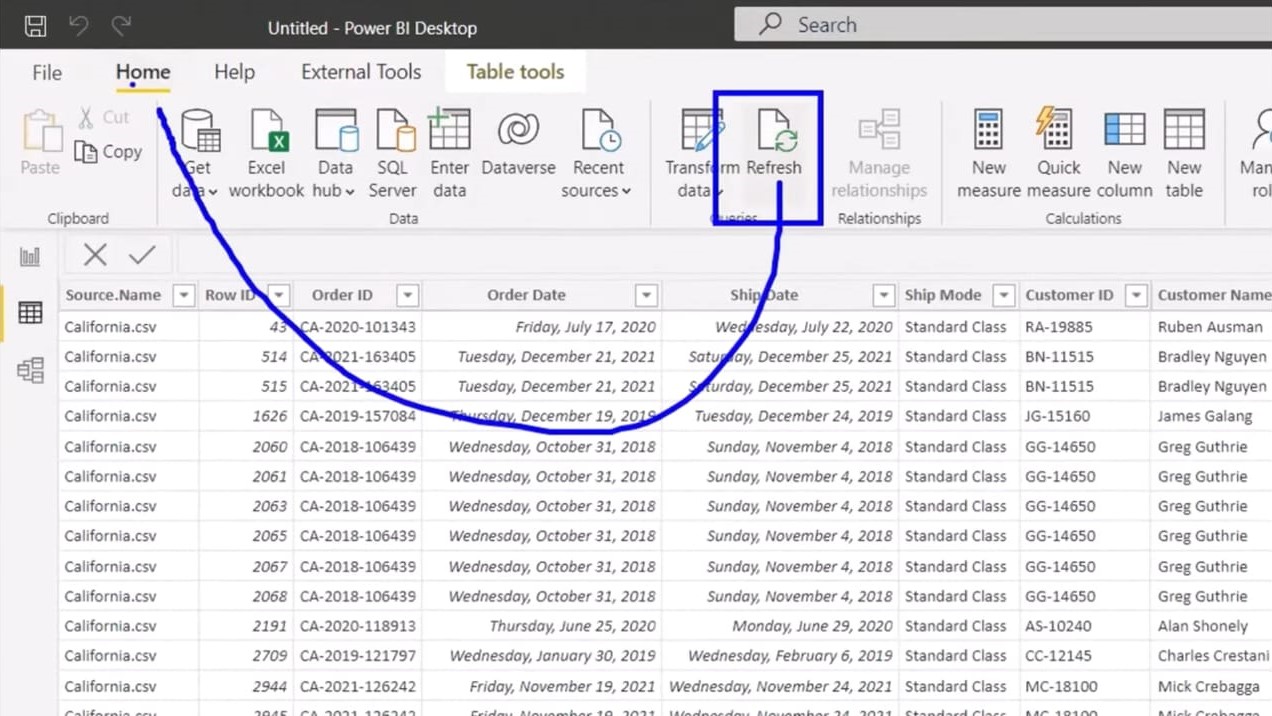 Untitled - Power BI Desktop
Search
File Home Help External Tools Table tools
Paste Cut Copy
Get data Excel workbook Data hub SQL Server Enter data Dataverse Recent sources Transform data Refresh Manage relationships New measure Quick measure New column New table
Clipboard Data Queries Relationships Calculations
Source.Name Row ID Order ID Order Date Ship Date Ship Mode Customer ID Customer Name
California.csv 43 CA-2020-101343 Friday, July 17, 2020 Wednesday, July 22, 2020 Standard Class RA-19885 Ruben Ausman
California.csv 514 CA-2021-163405 Tuesday, December 21, 2021 Saturday, December 25, 2021 Standard Class BN-11515 Bradley Nguyen
California.csv 515 CA-2021-163405 Tuesday, December 21, 2021 Saturday, December 25, 2021 Standard Class BN-11515 Bradley Nguyen
California.csv 1626 CA-2019-157084 Thursday, December 19, 2019 Tuesday, December 24, 2019 Standard Class JG-15160 James Galang
California.csv 2060 CA-2018-106439 Wednesday, October 31, 2018 Sunday, November 4, 2018 Standard Class GG-14650 Greg Guthrie
California.csv 2061 CA-2018-106439 Wednesday, October 31, 2018 Sunday, November 4, 2018 Standard Class GG-14650 Greg Guthrie
California.csv 2063 CA-2018-106439 Wednesday, October 31, 2018 Sunday, November 4, 2018 Standard Class GG-14650 Greg Guthrie
California.csv 2065 CA-2018-106439 Wednesday, October 31, 2018 Sunday, November 4, 2018 Standard Class GG-14650 Greg Guthrie
California.csv 2067 CA-2018-106439 Wednesday, October 31, 2018 Sunday, November 4, 2018 Standard Class GG-14650 Greg Guthrie
California.csv 2068 CA-2018-106439 Wednesday, October 31, 2018 Sunday, November 4, 2018 Standard Class GG-14650 Greg Guthrie
California.csv 2191 CA-2020-118913 Thursday, June 25, 2020 Monday, June 29, 2020 Standard Class AS-10240 Alan Shonely
California.csv 2709 CA-2019-121797 Wednesday, January 30, 2019 Wednesday, February 6, 2019 Standard Class CC-12145 Charles Crestani
California.csv 2944 CA-2021-126242 Friday, November 19, 2021 Wednesday, November 24, 2021 Standard Class MC-18100 Mick Crebagga